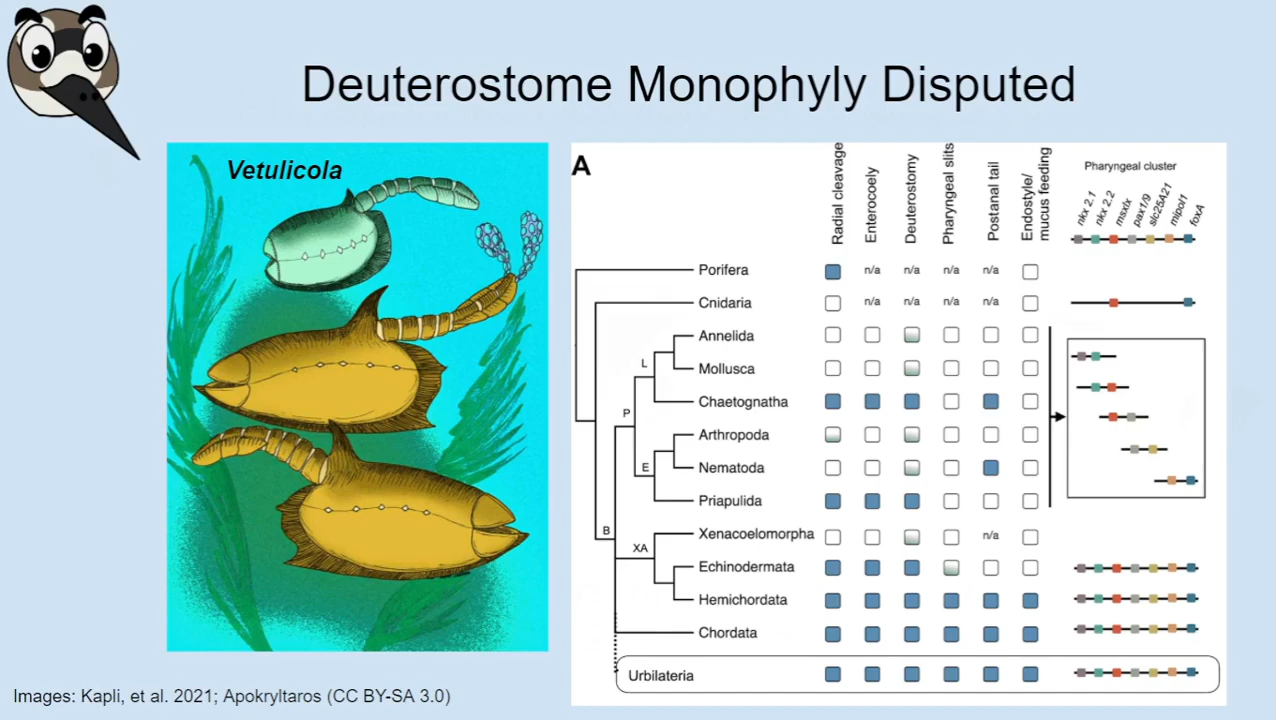 Deuterostome Monophyly Disputed
Vetulicola
A
Radial cleavage
Enterocoely
Deuterostomy
Pharyngeal slits
Postanal tail
Endostyle/
mucus feeding
Pharyngeal cluster
nkx 2.1
nkx 2.2
msxlx
pax1/9
slc25A21
mipol1
foxA
Porifera n/a n/a n/a n/a
Cnidaria n/a n/a n/a n/a
Annelida
L
Mollusca
Chaetognatha
P
Arthropoda
E
Nematoda
Priapulida
B
Xenacoelomorpha n/a
XA
Echinodermata
Hemichordata
Chordata
Urbilateria
Images: Kapli, et al. 2021; Apokryltaros (CC BY-SA 3.0)